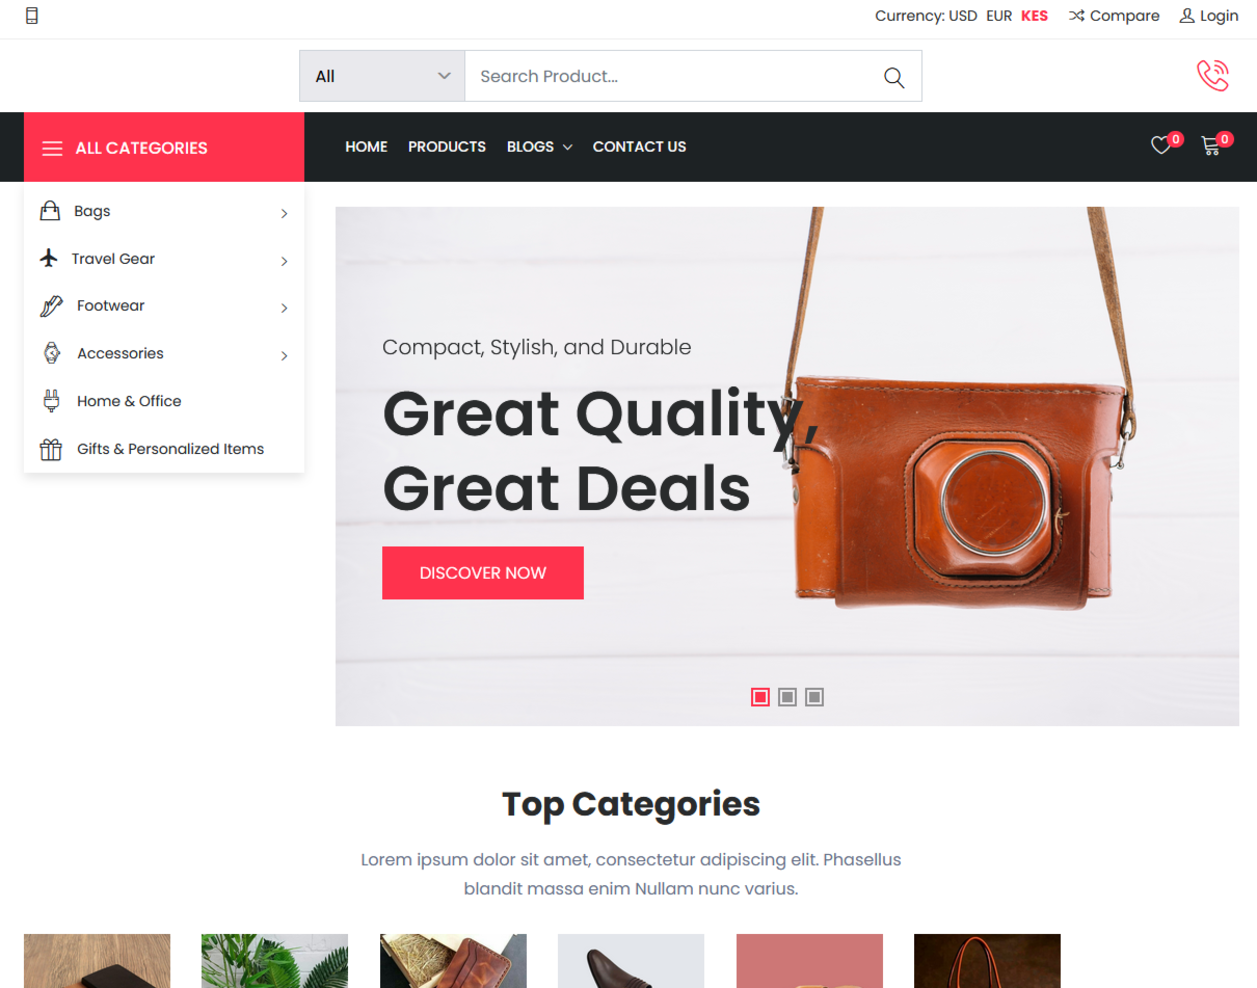 Currency: USD EUR KES Compare Login
All Search Product...
ALL CATEGORIES HOME PRODUCTS BLOGS CONTACT US 0 0
Bags
Travel Gear
Footwear
Accessories
Home & Office
Gifts & Personalized Items
Compact, Stylish, and Durable
Great Quality,
Great Deals
DISCOVER NOW
Top Categories
Lorem ipsum dolor sit amet, consectetur adipiscing elit. Phasellus
blandit massa enim Nullam nunc varius.